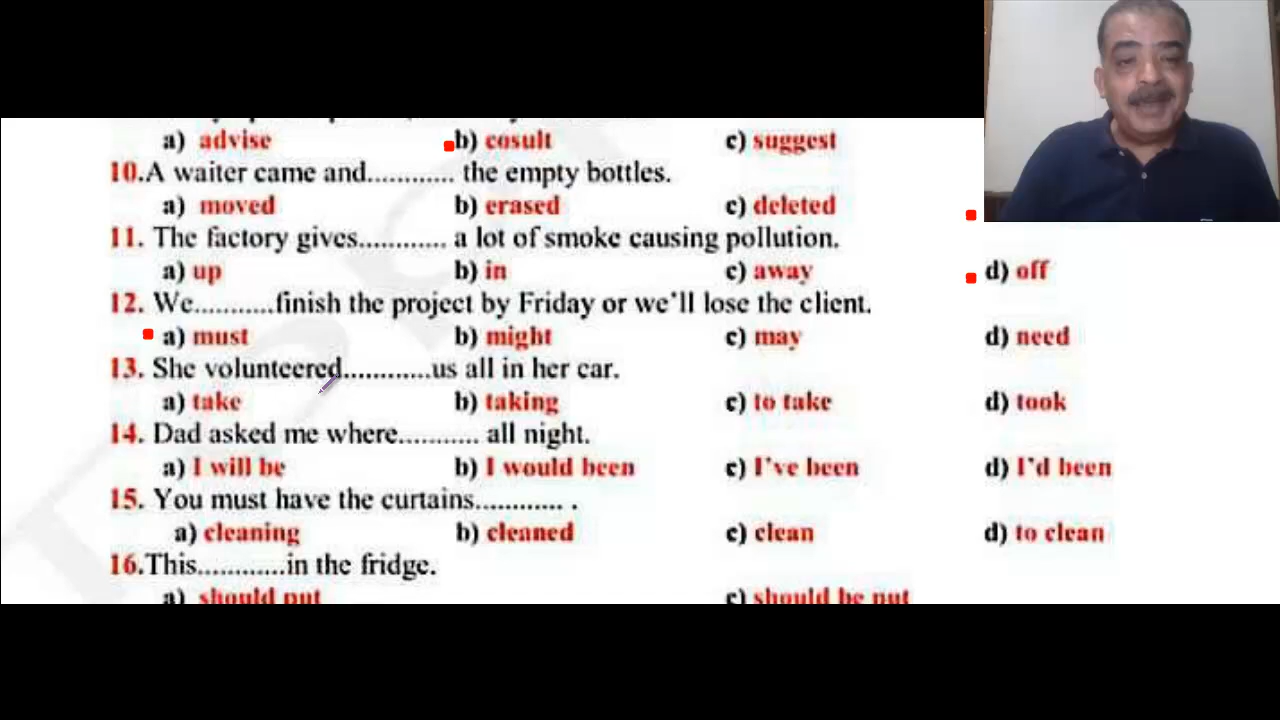 a) advise b) cosult c) suggest
10.A waiter came and............ the empty bottles.
a) moved b) erased c) deleted
11. The factory gives............ a lot of smoke causing pollution.
a) up b) in c) away d) off
12. We...........finish the project by Friday or we'll lose the client.
a) must b) might c) may d) need
13. She volunteered............us all in her car.
a) take b) taking c) to take d) took
14. Dad asked me where........... all night.
a) I will be b) I would been c) I've been d) I'd been
15. You must have the curtains............ .
a) cleaning b) cleaned c) clean d) to clean
16.This............in the fridge.
a) should put c) should be put